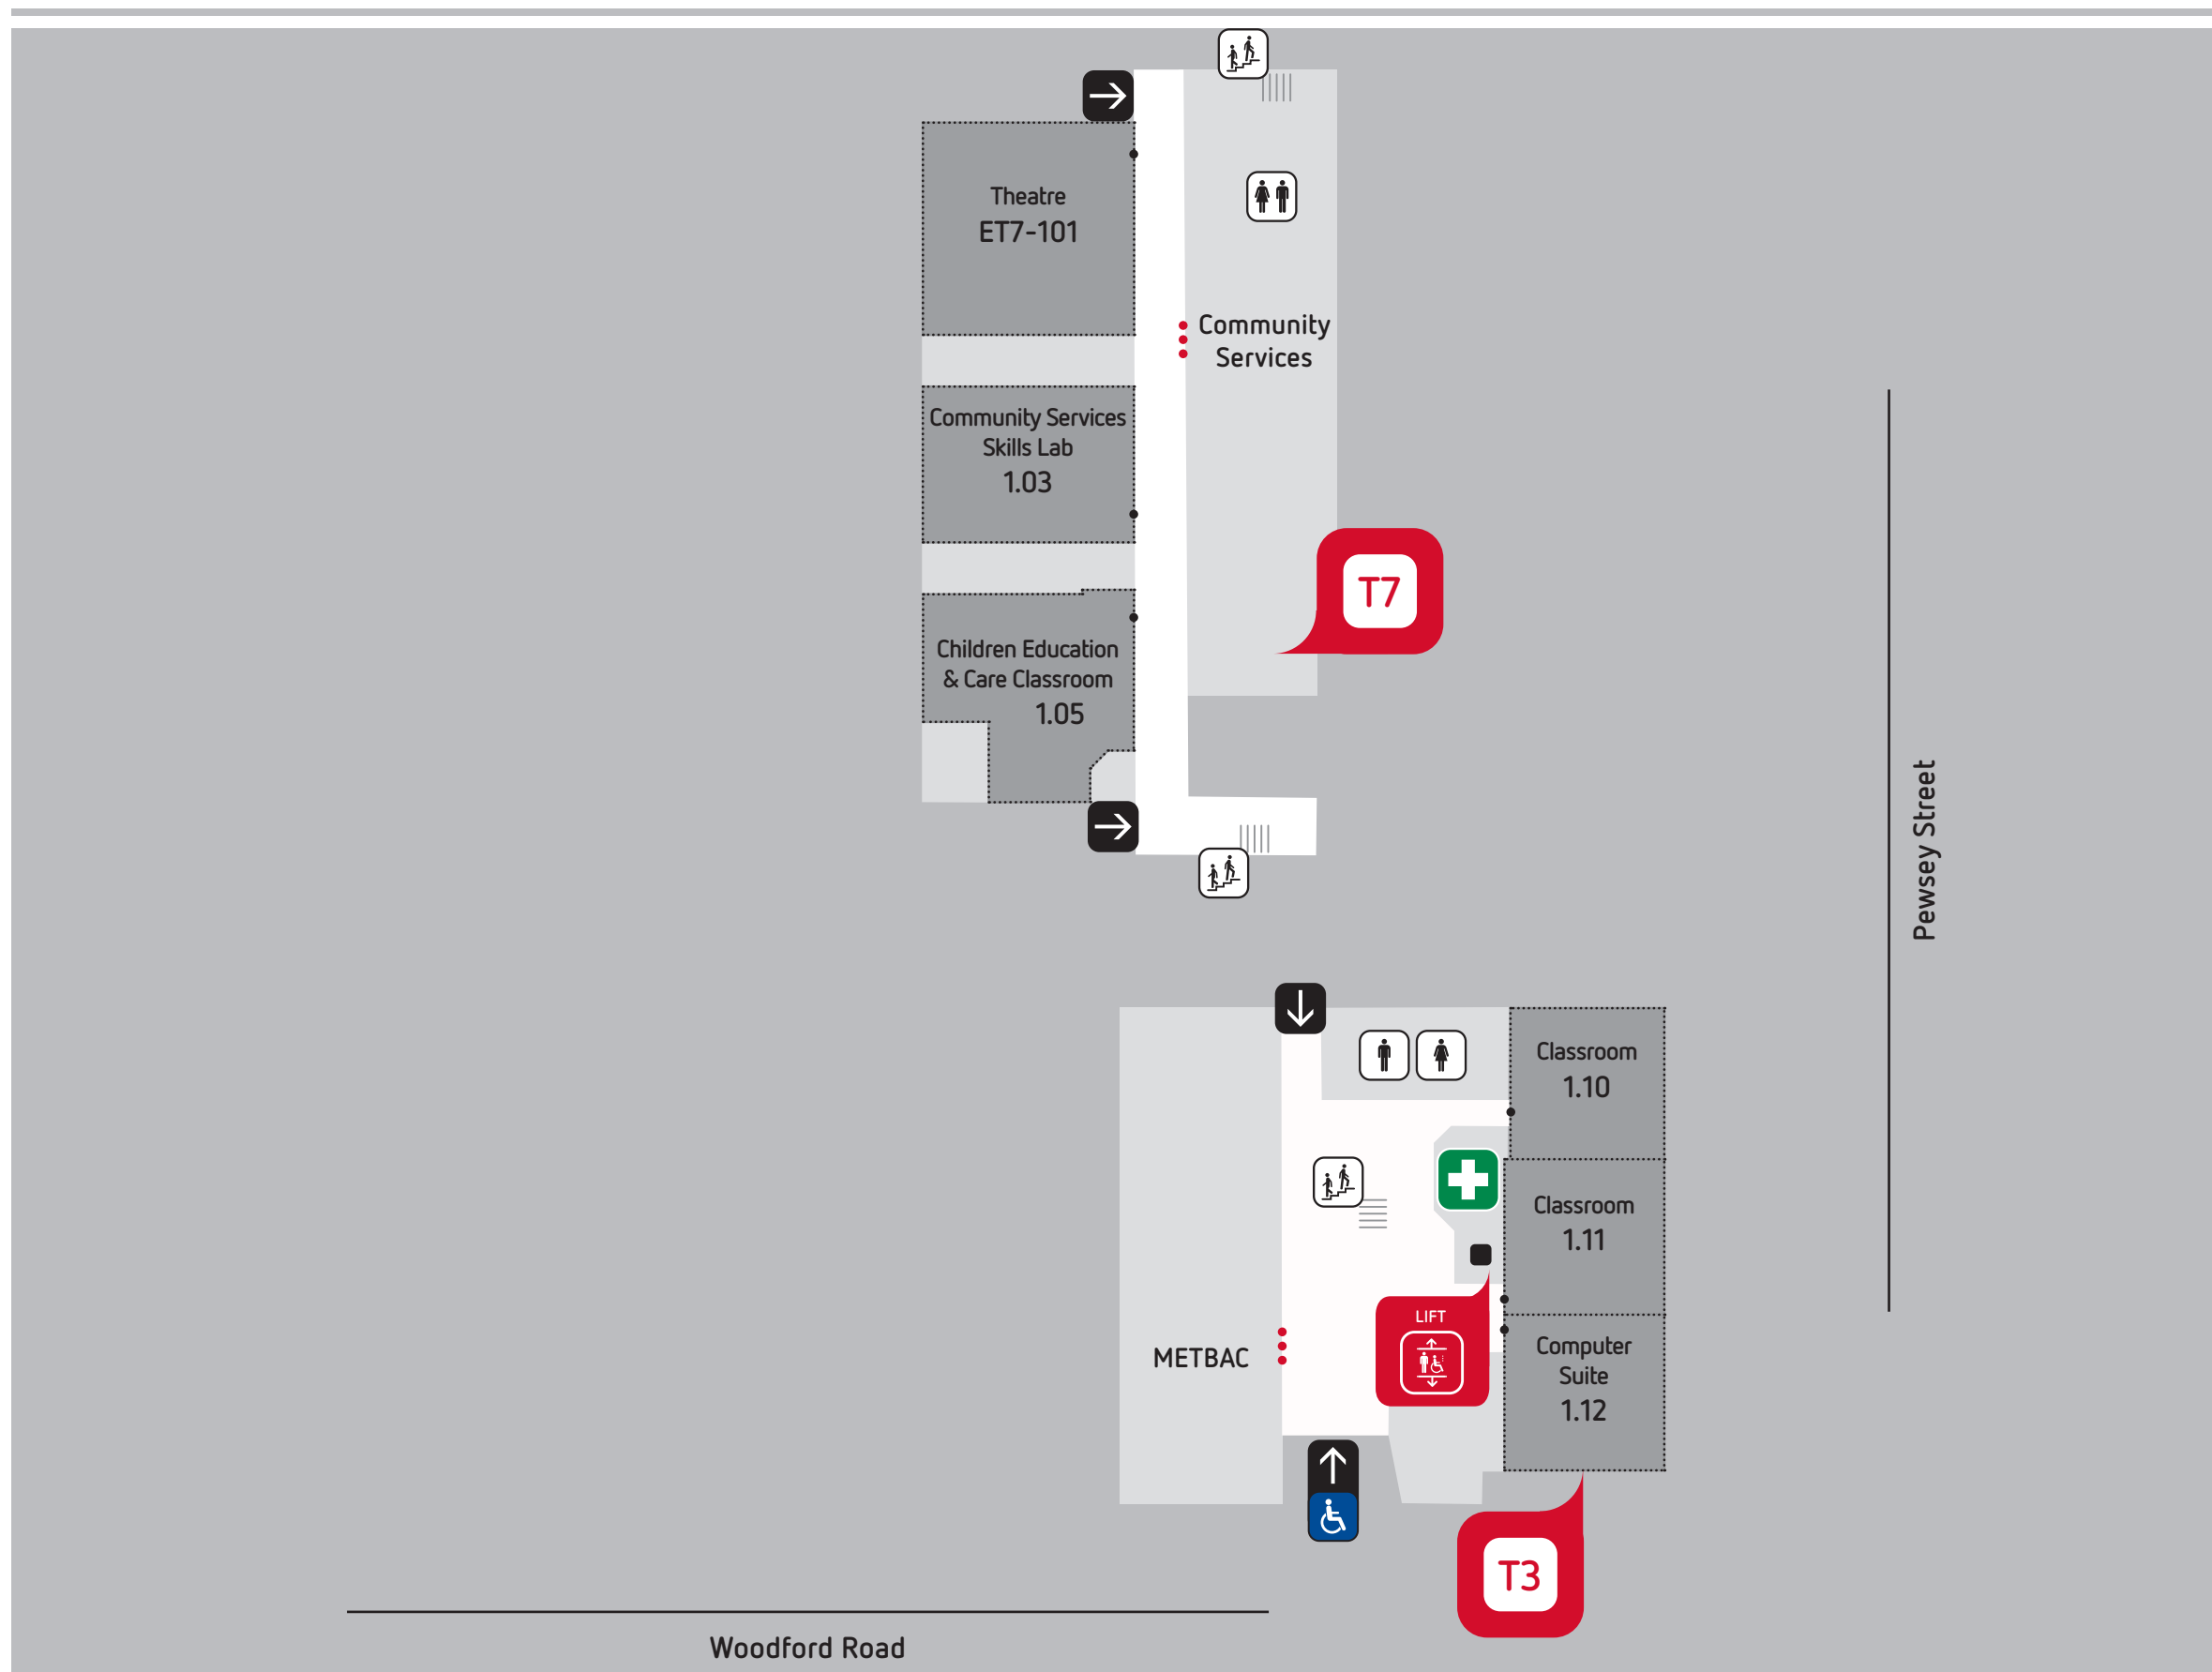 Theatre
ET7-101
Community
Services
Community Services
Skills Lab
1.03
T7
Children Education
& Care Classroom
1.05
Pewsey Street
Classroom
1.10
Classroom
1.11
LIFT
METBAC
Computer
Suite
1.12
T3
Woodford Road